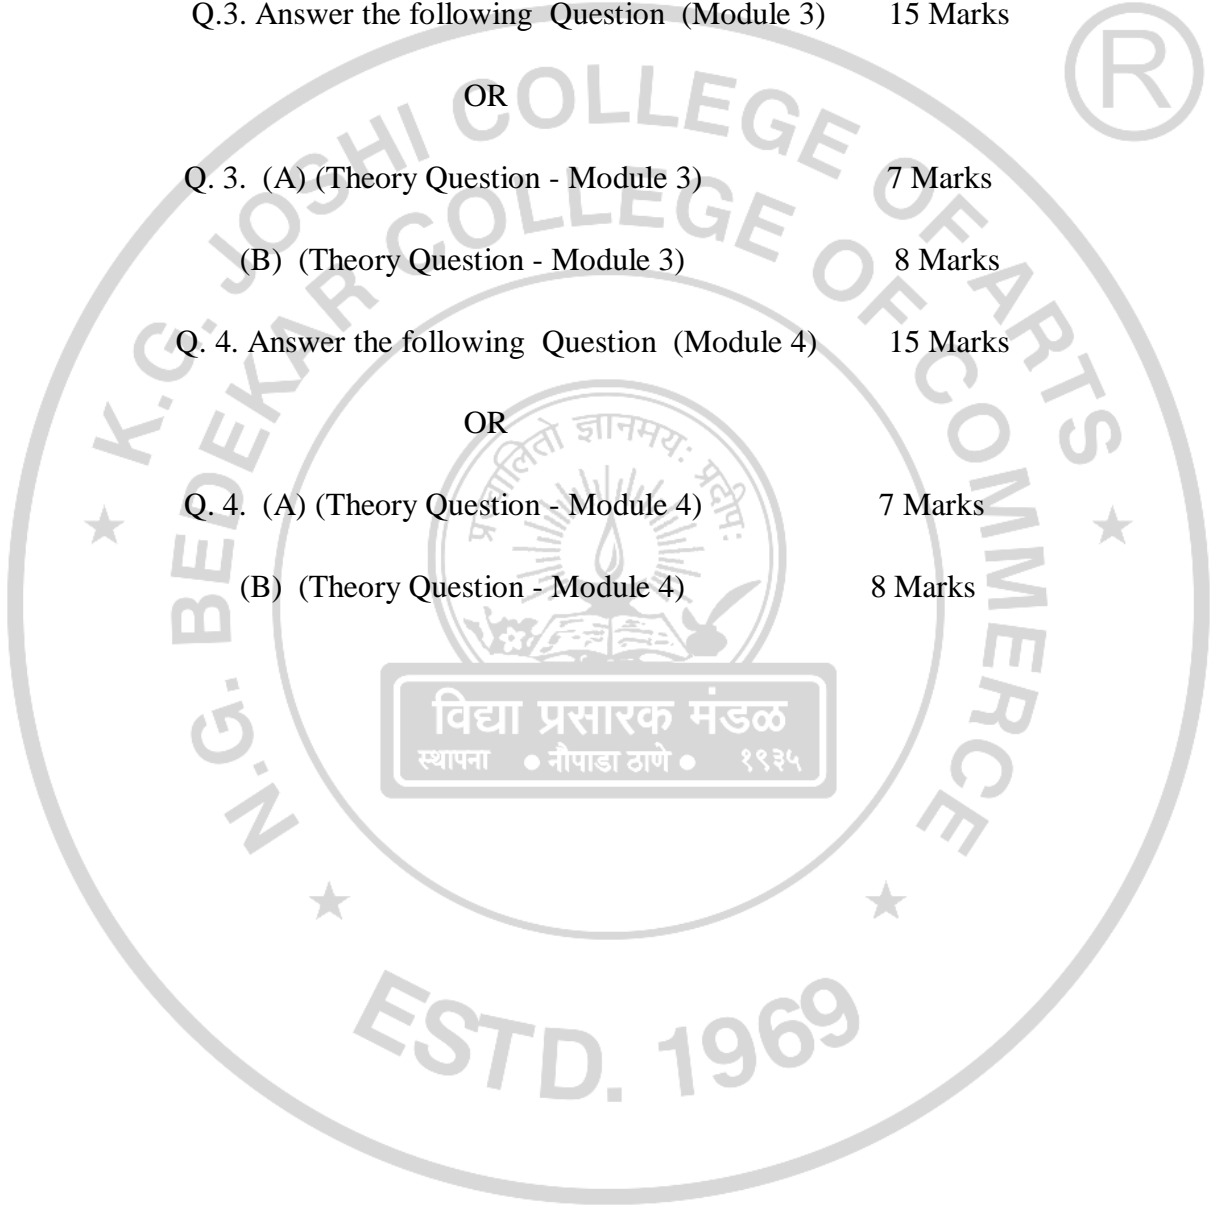 Q.3. Answer the following Question (Module 3) 15 Marks
OR
Q. 3. (A) (Theory Question - Module 3) 7 Marks
(B) (Theory Question - Module 3) 8 Marks
Q. 4. Answer the following Question (Module 4) 15 Marks
OR
Q. 4. (A) (Theory Question - Module 4) 7 Marks
(B) (Theory Question - Module 4) 8 Marks
R
K.G. JOSHI COLLEGE OF ARTS
N.G. BEDEKAR COLLEGE OF COMMERCE
प्रज्वालितो ज्ञानमयः प्रदीपः
विद्या प्रसारक मंडळ
स्थापना ● नौपाडा ठाणे ● १९३५
ESTD. 1969